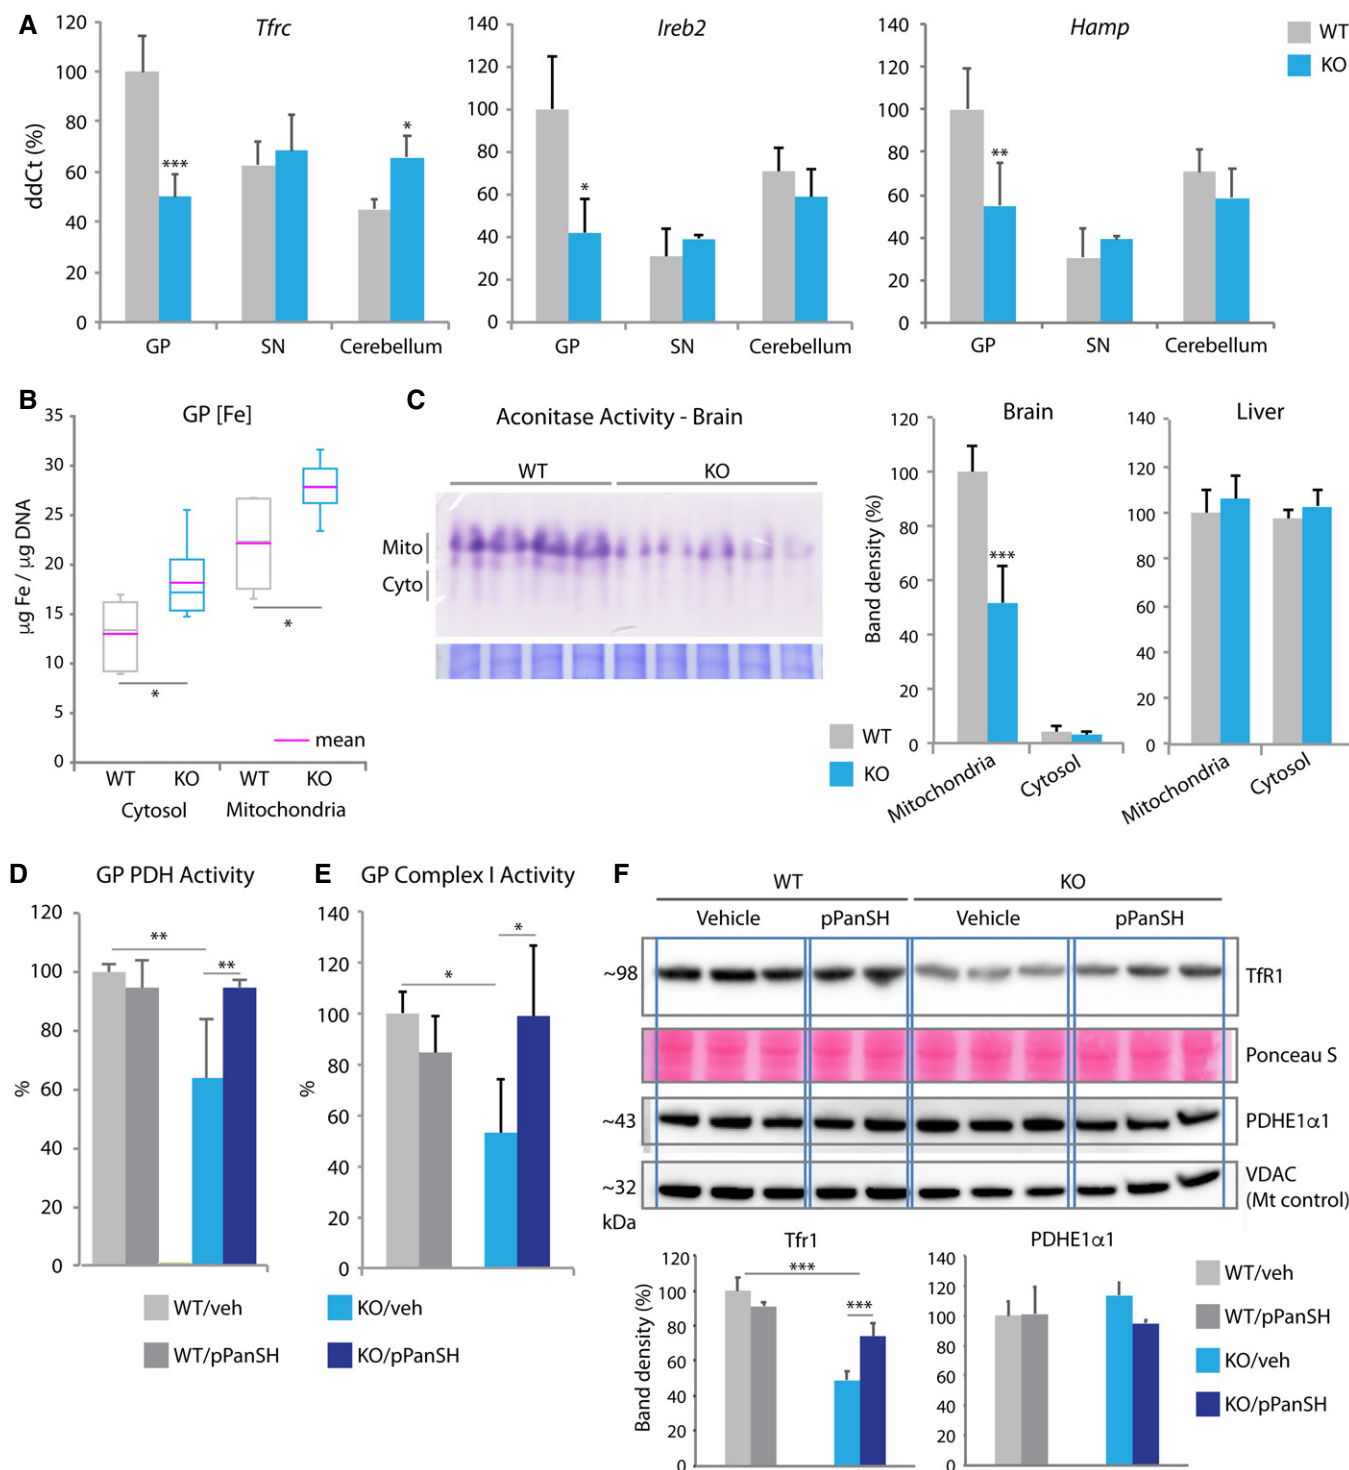 A
Tfrc
Ireb2
Hamp
WT
KO
ddCt (%)
120
100
80
60
40
20
0
***
*
GP
SN
Cerebellum
140
120
100
80
60
40
20
0
*
GP
SN
Cerebellum
140
120
100
80
60
40
20
0
**
GP
SN
Cerebellum
B
GP [Fe]
µg Fe / µg DNA
35
30
25
20
15
10
5
0
*
*
mean
WT
KO
WT
KO
Cytosol
Mitochondria
C
Aconitase Activity - Brain
WT
KO
Mito
Cyto
WT
KO
Brain
Band density (%)
120
100
80
60
40
20
0
***
Mitochondria
Cytosol
Liver
140
120
100
80
60
40
20
0
Mitochondria
Cytosol
D
GP PDH Activity
%
120
100
80
60
40
20
0
**
**
E
GP Complex I Activity
%
140
120
100
80
60
40
20
0
*
*
WT/veh
WT/pPanSH
KO/veh
KO/pPanSH
F
WT
KO
Vehicle
pPanSH
Vehicle
pPanSH
~98
TfR1
Ponceau S
~43
PDHE1α1
~32
VDAC
(Mt control)
kDa
Tfr1
Band density (%)
120
100
80
60
40
20
0
***
***
PDHE1α1
140
120
100
80
60
40
20
0
WT/veh
WT/pPanSH
KO/veh
KO/pPanSH